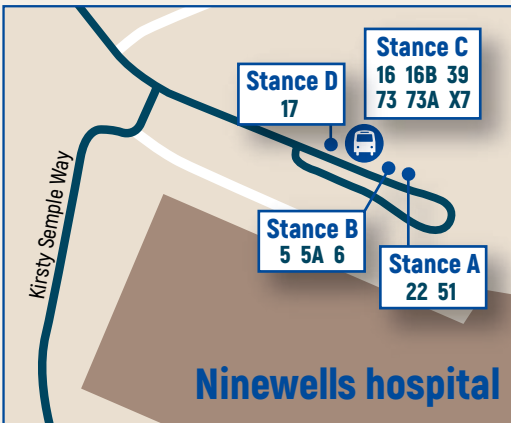 Stance C
16 16B 39
73 73A X7
Stance D
17
Kirsty Semple Way
Stance B
5 5A 6
Stance A
22 51
Ninewells hospital